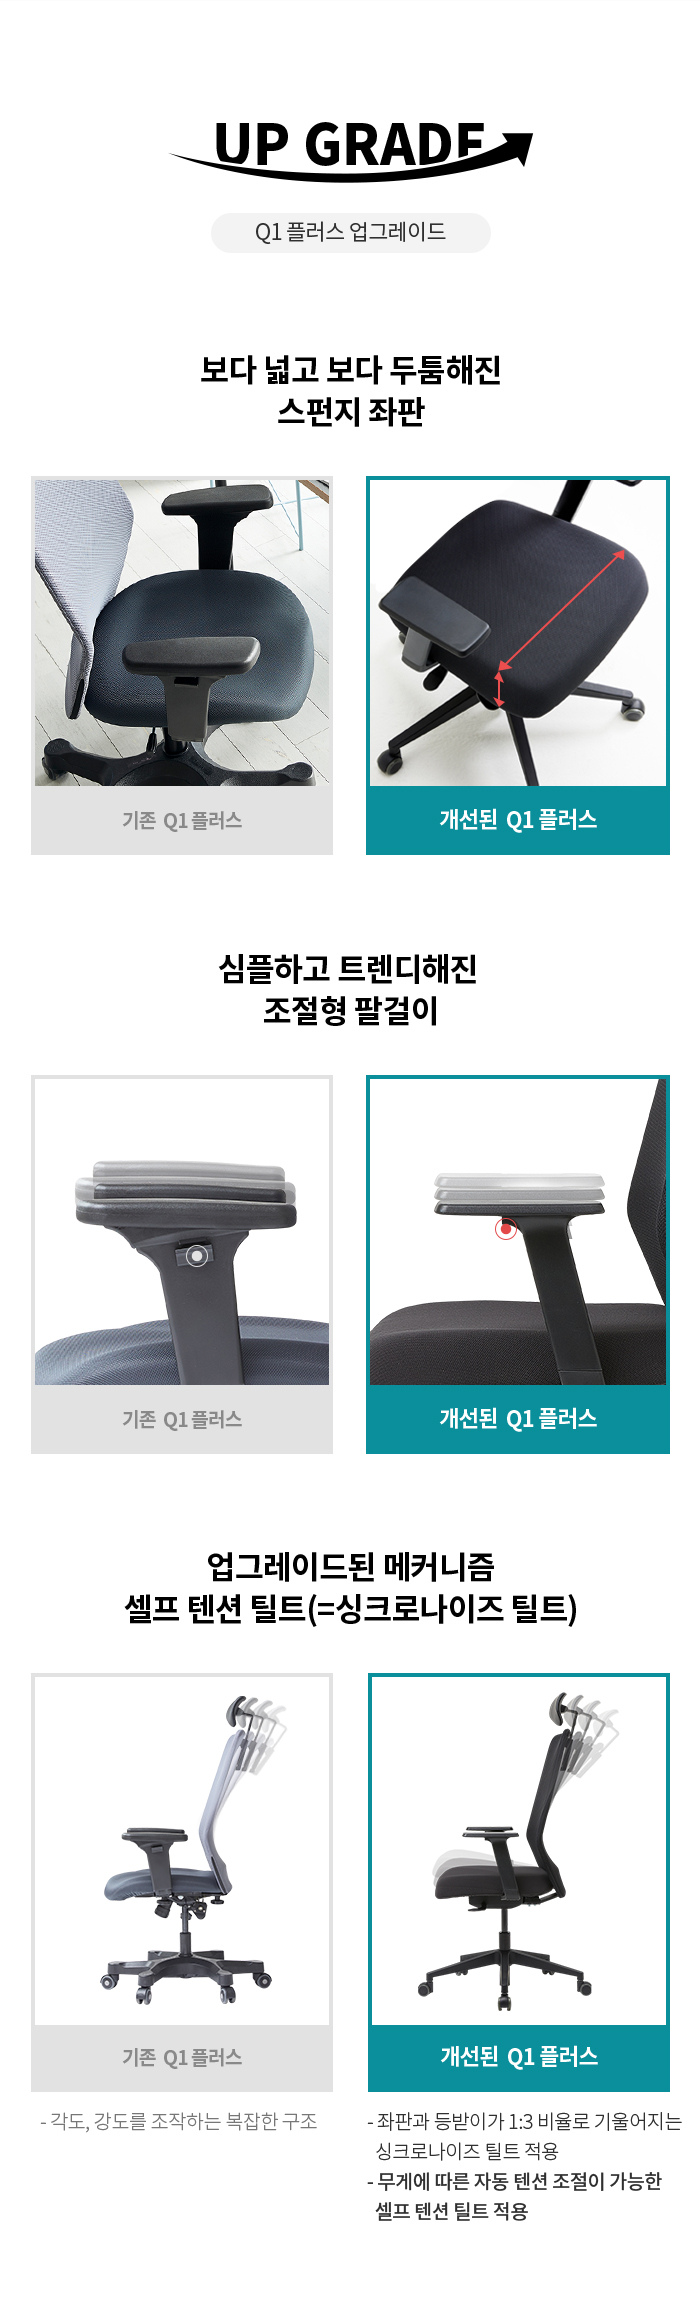 UP GRADE
Q1 플러스 업그레이드
보다 넓고 보다 두툼해진
스펀지 좌판
기존 Q1 플러스
개선된 Q1 플러스
심플하고 트렌디해진
조절형 팔걸이
기존 Q1 플러스
개선된 Q1 플러스
업그레이드된 메커니즘
셀프 텐션 틸트(=싱크로나이즈 틸트)
기존 Q1 플러스
개선된 Q1 플러스
- 각도, 강도를 조작하는 복잡한 구조
- 좌판과 등받이가 1:3 비율로 기울어지는
싱크로나이즈 틸트 적용
- 무게에 따른 자동 텐션 조절이 가능한
셀프 텐션 틸트 적용